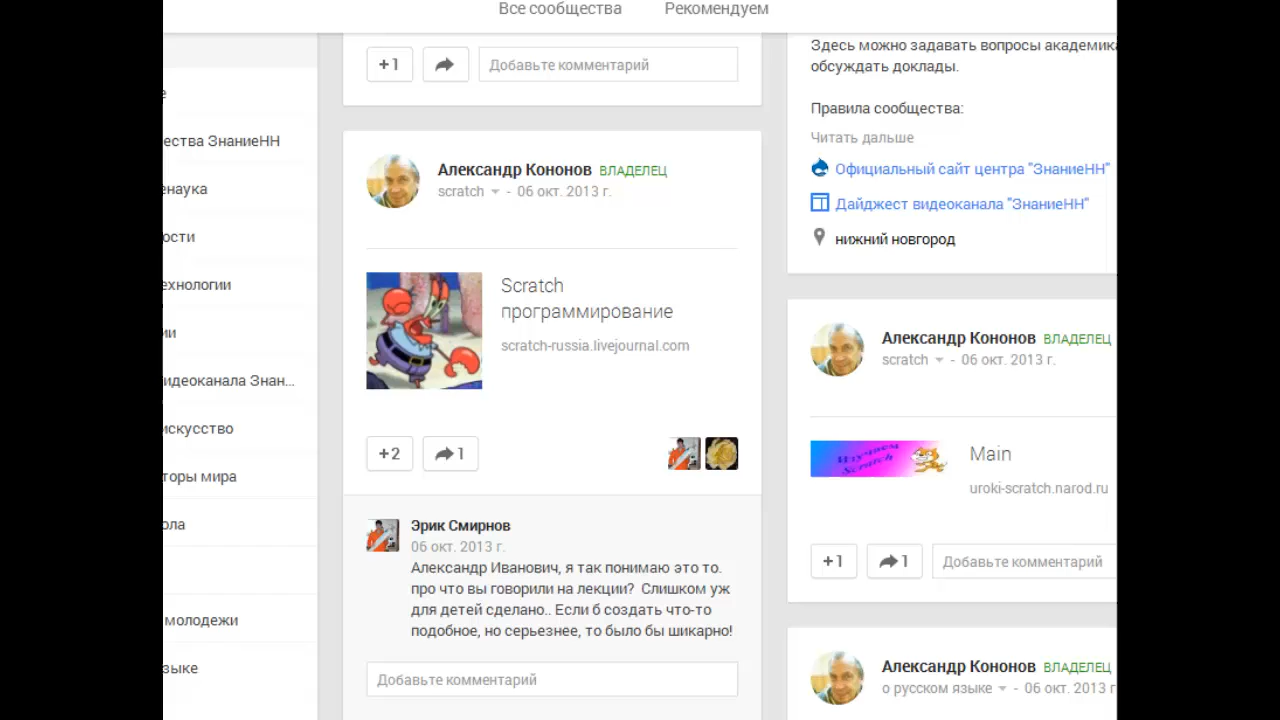 Все сообщества
Рекомендуем
е
ества ЗнаниеНН
енаука
ости
ехнологии
ии
идеоканала Знан...
искусство
торы мира
ола
молодежи
зыке
+1
Добавьте комментарий
Александр Кононов ВЛАДЕЛЕЦ
scratch - 06 окт. 2013 г.
Scratch
программирование
scratch-russia.livejournal.com
+2
1
Эрик Смирнов
06 окт. 2013 г.
Александр Иванович, я так понимаю это то.
про что вы говорили на лекции? Слишком уж
для детей сделано.. Если б создать что-то
подобное, но серьезнее, то было бы шикарно!
Добавьте комментарий
Здесь можно задавать вопросы академика
обсуждать доклады.
Правила сообщества:
Читать дальше
Официальный сайт центра "ЗнаниеНН"
Дайджест видеоканала "ЗнаниеНН"
нижний новгород
Александр Кононов ВЛАДЕЛЕЦ
scratch - 06 окт. 2013 г.
Изучаем
Scratch
Main
uroki-scratch.narod.ru
+1
1
Добавьте комментарий
Александр Кононов ВЛАДЕЛЕЦ
о русском языке - 06 окт. 2013 г